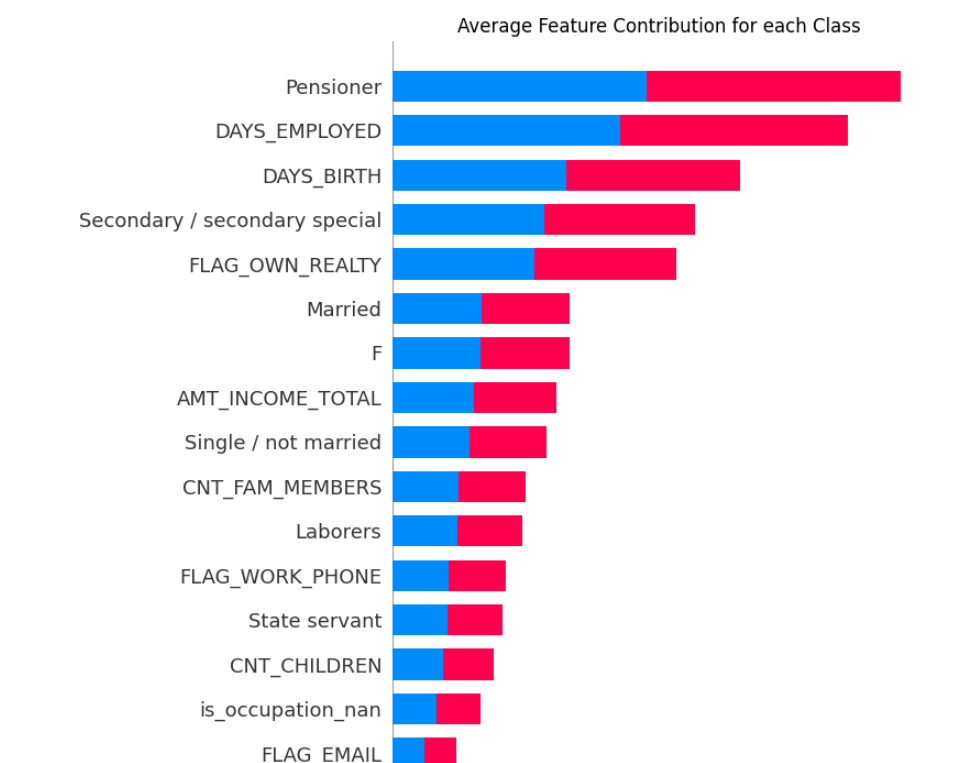 Average Feature Contribution for each Class
Pensioner
DAYS_EMPLOYED
DAYS_BIRTH
Secondary / secondary special
FLAG_OWN_REALTY
Married
F
AMT_INCOME_TOTAL
Single / not married
CNT_FAM_MEMBERS
Laborers
FLAG_WORK_PHONE
State servant
CNT_CHILDREN
is_occupation_nan
FLAG_EMAIL